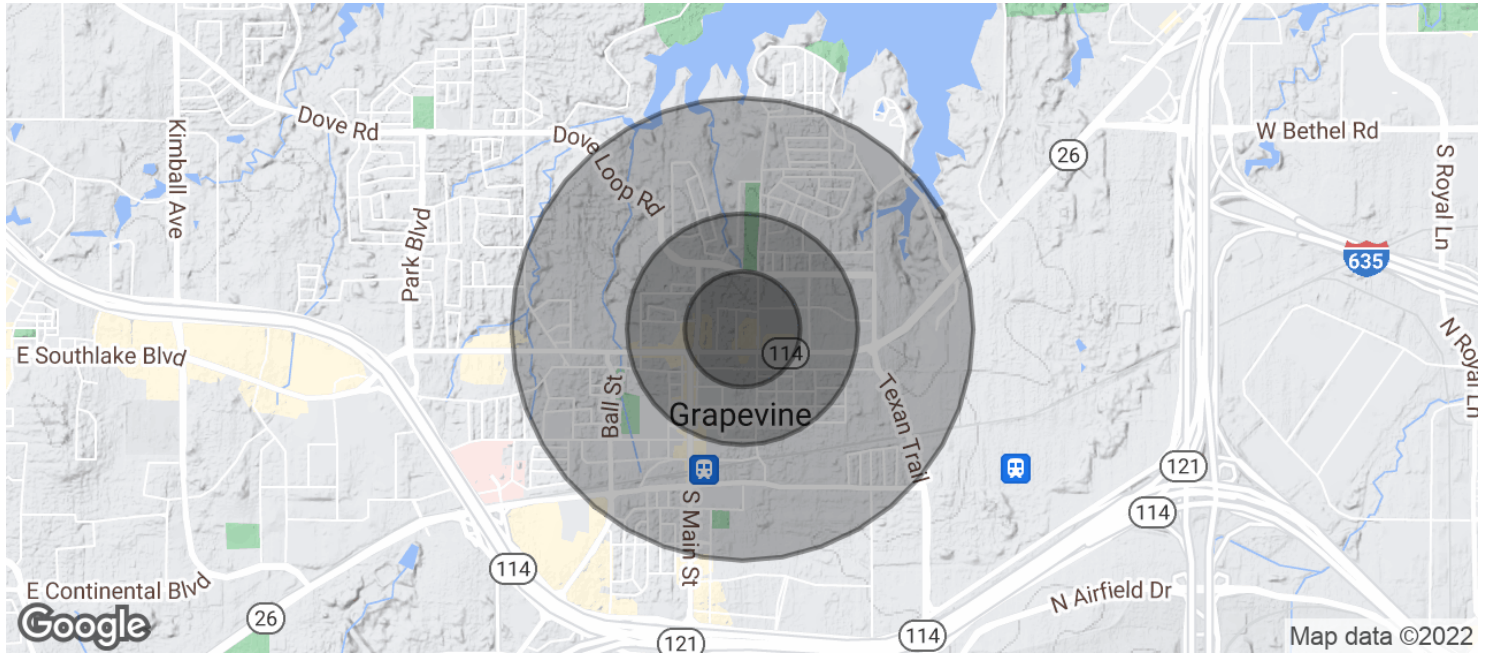 Dove Rd
Dove Loop Rd
Kimball Ave
Park Blvd
26
W Bethel Rd
S Royal Ln
635
N Royal Ln
E Southlake Blvd
114
Ball St
Grapevine
Texan Trail
S Main St
121
114
114
E Continental Blvd
26
N Airfield Dr
121
114
Google
Map data ©2022